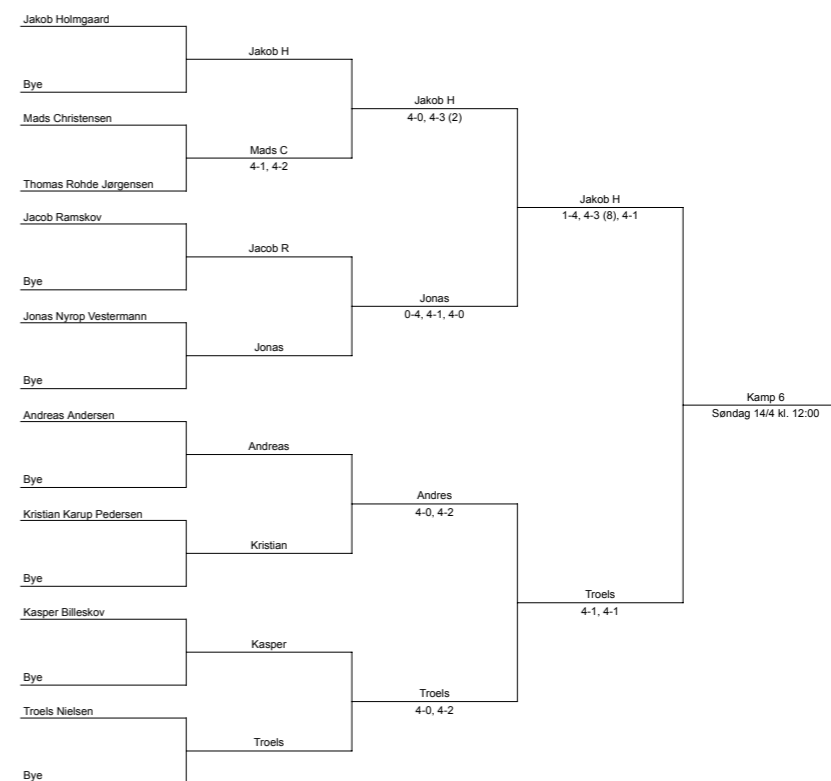 Jakob Holmgaard
Jakob H
Bye
Jakob H
4-0, 4-3 (2)
Mads Christensen
Mads C
4-1, 4-2
Thomas Rohde Jørgensen
Jakob H
1-4, 4-3 (8), 4-1
Jacob Ramskov
Jacob R
Bye
Jonas
0-4, 4-1, 4-0
Jonas Nyrop Vestermann
Jonas
Bye
Kamp 6
Søndag 14/4 kl. 12:00
Andreas Andersen
Andreas
Bye
Andres
4-0, 4-2
Kristian Karup Pedersen
Kristian
Bye
Troels
4-1, 4-1
Kasper Billeskov
Kasper
Bye
Troels
4-0, 4-2
Troels Nielsen
Troels
Bye